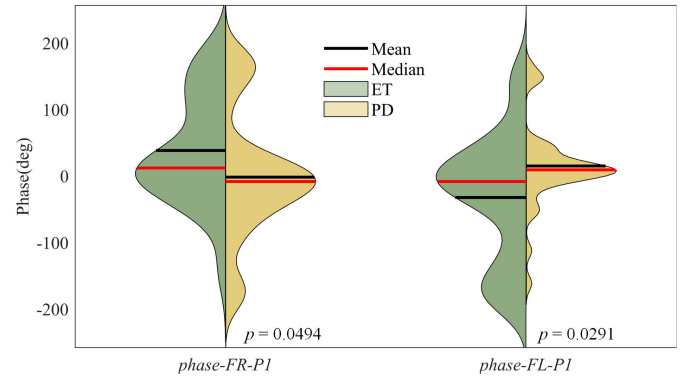 Phase(deg)
200
100
0
-100
-200
Mean
Median
ET
PD
p = 0.0494
p = 0.0291
phase-FR-P1
phase-FL-P1